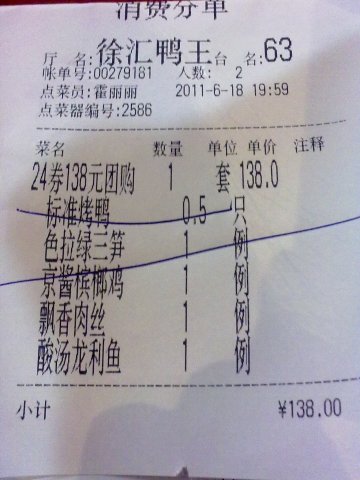 消费分单
厅 名:徐汇鸭王台 名:63
帐单号:00279181 人数: 2
点菜员:霍丽丽 2011-6-18 19:59
点菜器编号:2586
菜名 数量 单位 单价 注释
24券138元团购 1 套 138.0
标准烤鸭 0.5 只
色拉绿三笋 1 例
京酱槟榔鸡 1 例
飘香肉丝 1 例
酸汤龙利鱼 1 例
小计 ¥138.00